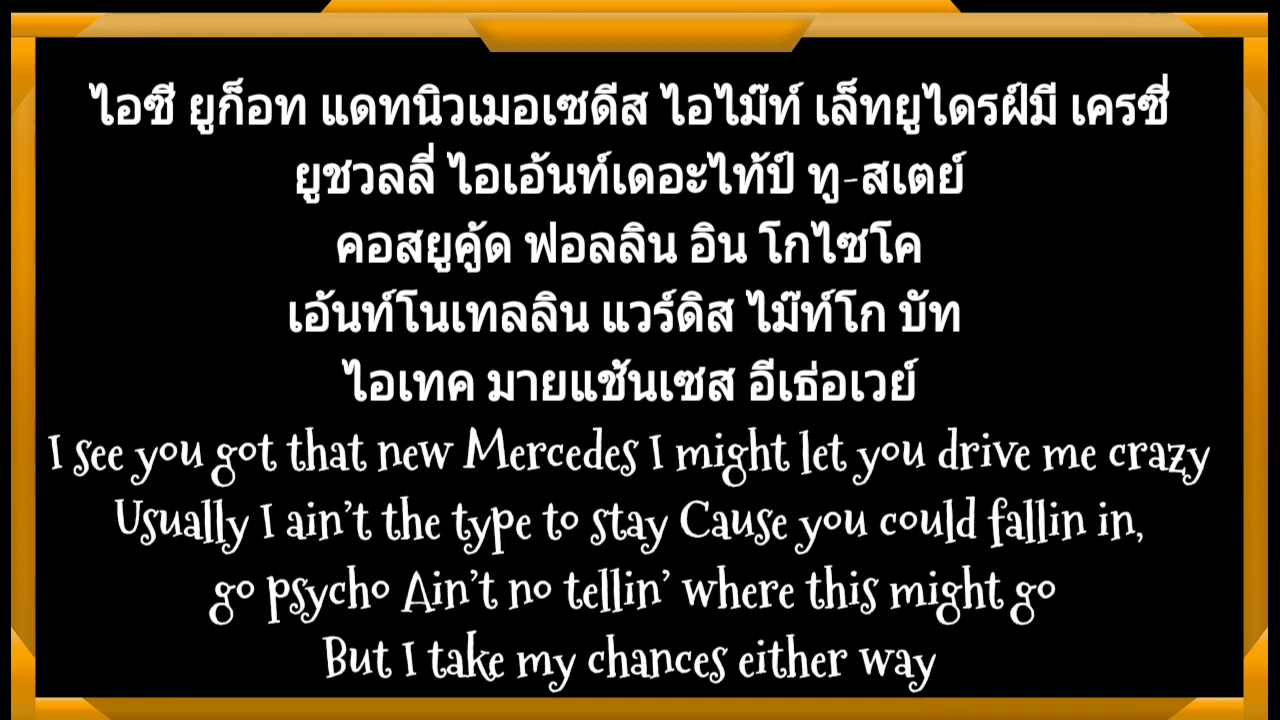 ไอซี ยูก็อท แดทนิวเมอเซดีส ไอไม๊ท์ เล็ทยูไดรฝ์มี เครซี่
ยูชวลลี่ ไอเอ้นท์เดอะไท้ป์ ทู-สเตย์
คอสยูคู้ด ฟอลลิน อิน โกไซโค
เอ้นท์โนเทลลิน แวร์ดิส ไม๊ท์โก บัท
ไอเทค มายแช้นเซส อีเธ่อเวย์
I see you got that new Mercedes I might let you drive me crazy
Usually I ain't the type to stay Cause you could fallin in,
go psycho Ain't no tellin' where this might go
But I take my chances either way